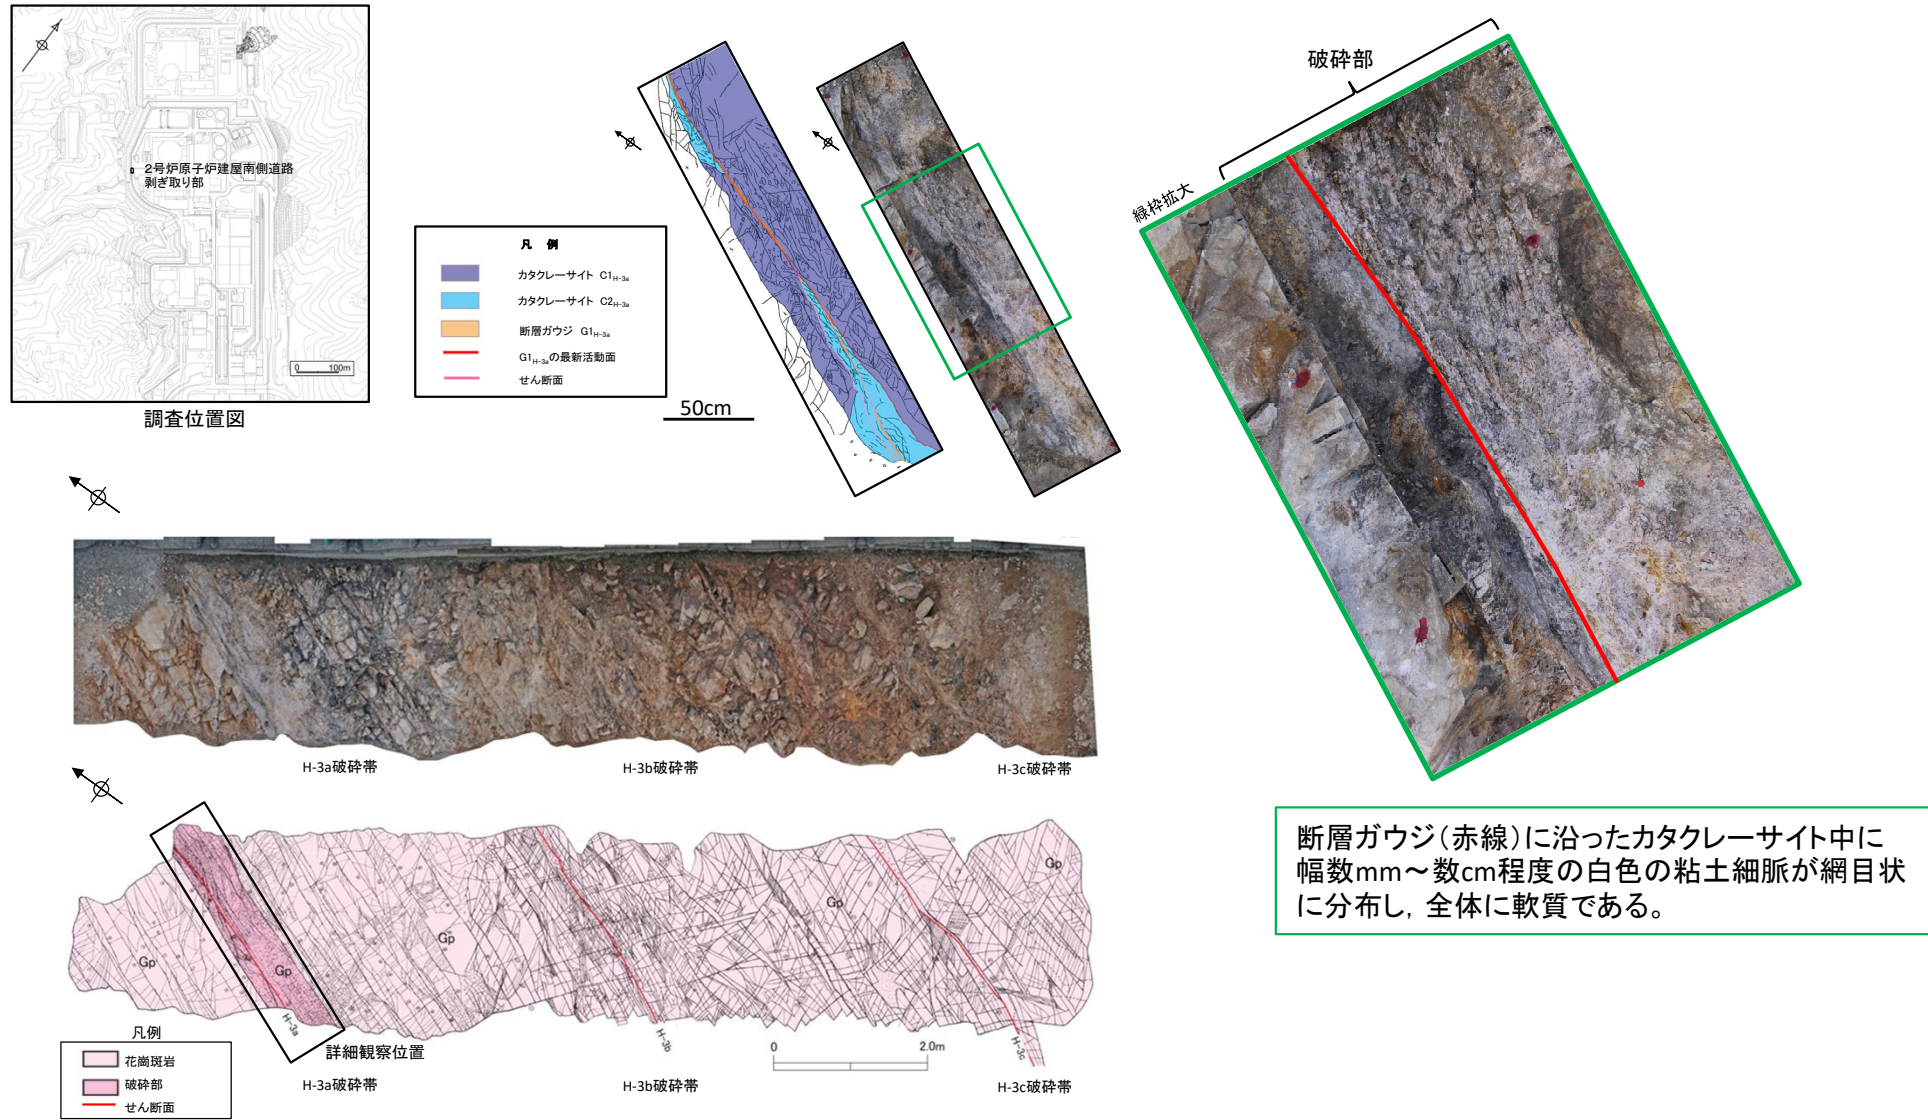 2号炉原子炉建屋南側道路
剥ぎ取り部
0 100m
調査位置図
凡 例
カタクレーサイト C1H-3a
カタクレーサイト C2H-3a
断層ガウジ G1H-3a
G1H-3aの最新活動面
せん断面
50cm
破砕部
緑枠拡大
H-3a破砕帯
H-3b破砕帯
H-3c破砕帯
断層ガウジ(赤線)に沿ったカタクレーサイト中に
幅数mm~数cm程度の白色の粘土細脈が網目状
に分布し,全体に軟質である。
Gp
Gp
Gp
Gp
Gp
H-3a
H-3b
H-3c
詳細観察位置
0 2.0m
凡例
花崗斑岩
破砕部
せん断面
H-3a破砕帯
H-3b破砕帯
H-3c破砕帯